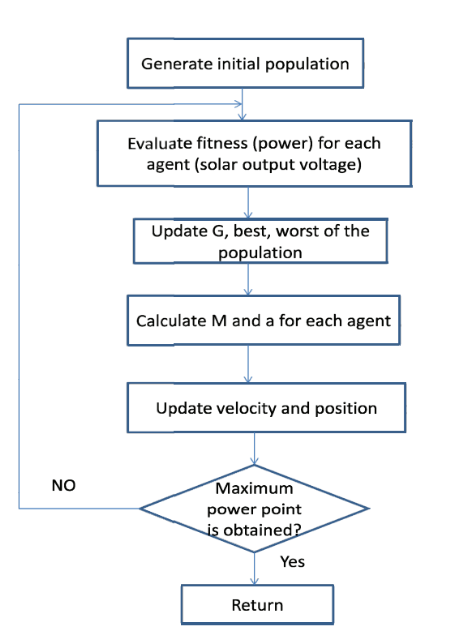 Generate initial population
Evaluate fitness (power) for each
agent (solar output voltage)
Update G, best, worst of the
population
Calculate M and a for each agent
Update velocity and position
NO
Maximum
power point
is obtained?
Yes
Return